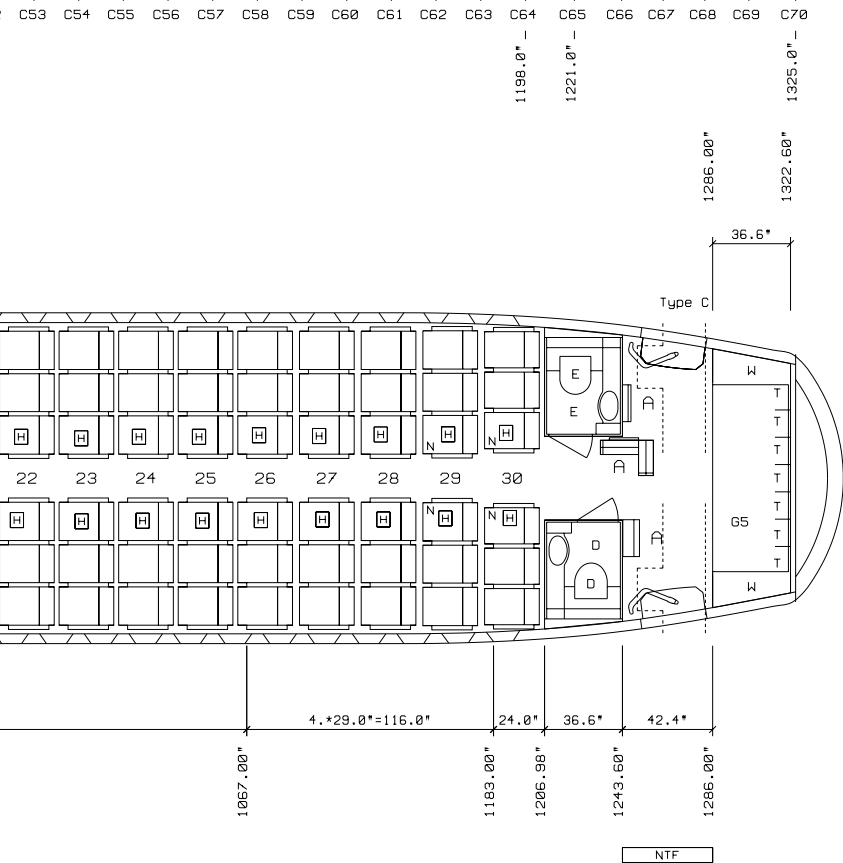 C53 C54 C55 C56 C57 C58 C59 C60 C61 C62 C63 C64 C65 C66 C67 C68 C69 C70
1198.0"
1221.0"
1325.0"
1286.00"
1322.60"
36.6"
Type C
W
E
T
E
A
T
H H H H H H H H H
N N
T
A
22 23 24 25 26 27 28 29 30
T
N N
H H H H H H H H H
T
G5
A
D
T
T
D
W
4.*29.0"=116.0" 24.0" 36.6" 42.4"
1067.00"
1183.00"
1206.98"
1243.60"
1286.00"
NTF